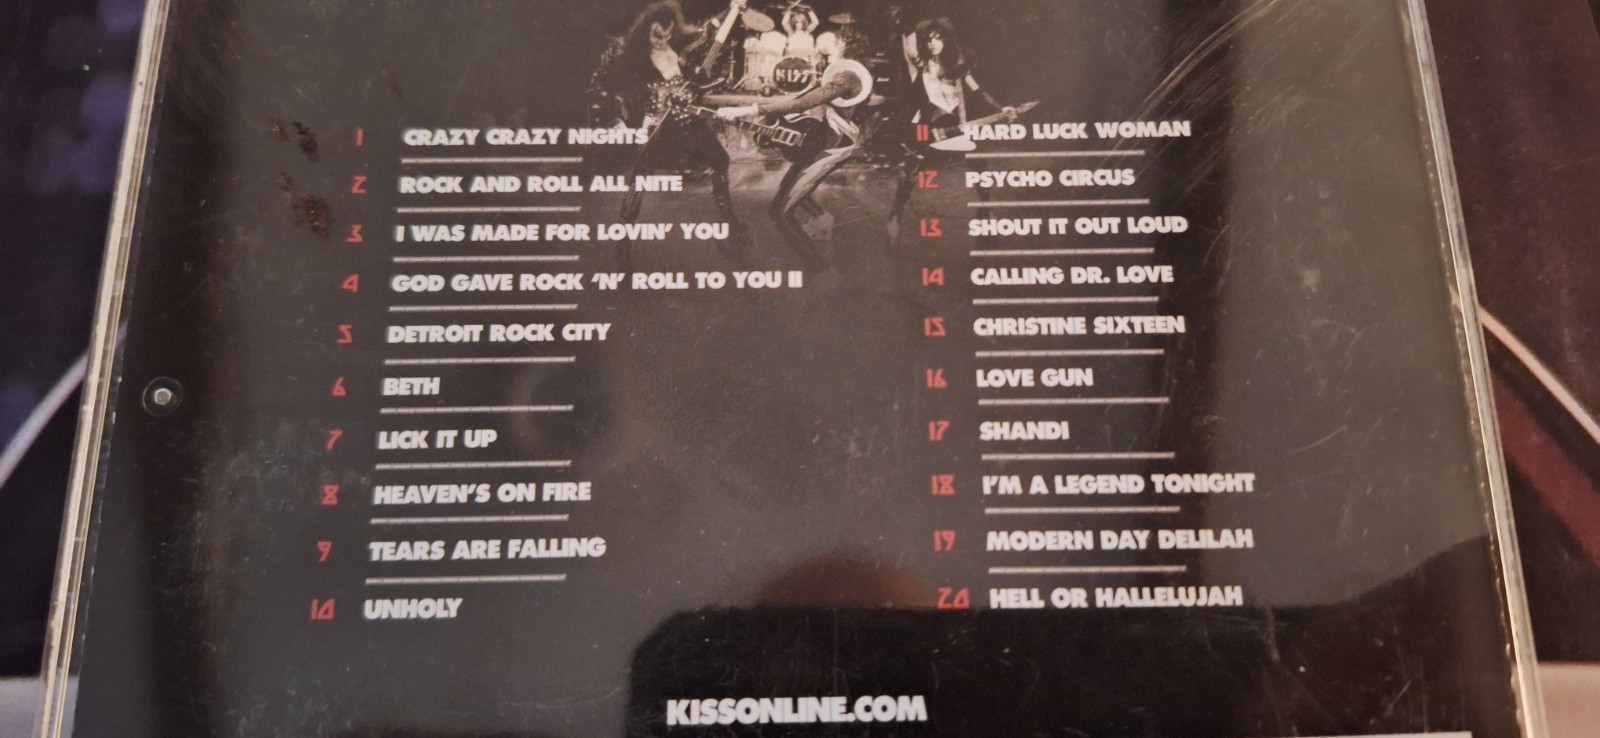 KISS
1 CRAZY CRAZY NIGHTS
2 ROCK AND ROLL ALL NITE
3 I WAS MADE FOR LOVIN' YOU
4 GOD GAVE ROCK 'N' ROLL TO YOU II
5 DETROIT ROCK CITY
6 BETH
7 LICK IT UP
8 HEAVEN'S ON FIRE
9 TEARS ARE FALLING
10 UNHOLY
11 HARD LUCK WOMAN
12 PSYCHO CIRCUS
13 SHOUT IT OUT LOUD
14 CALLING DR. LOVE
15 CHRISTINE SIXTEEN
16 LOVE GUN
17 SHANDI
18 I'M A LEGEND TONIGHT
19 MODERN DAY DELILAH
20 HELL OR HALLELUJAH
KISSONLINE.COM